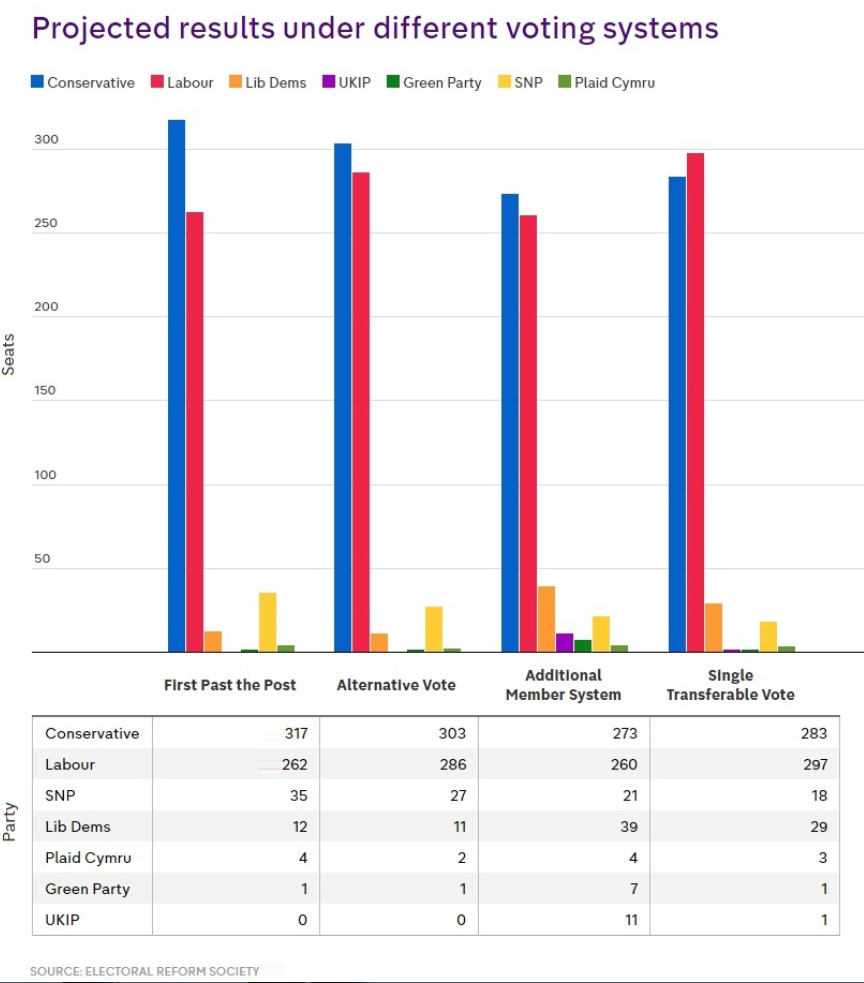 Projected results under different voting systems
Conservative Labour Lib Dems UKIP Green Party SNP Plaid Cymru
300
250
200
150
100
50
Seats
First Past the Post Alternative Vote Additional Member System Single Transferable Vote
Conservative 317 303 273 283
Labour 262 286 260 297
SNP 35 27 21 18
Lib Dems 12 11 39 29
Plaid Cymru 4 2 4 3
Green Party 1 1 7 1
UKIP 0 0 11 1
Party
SOURCE: ELECTORAL REFORM SOCIETY